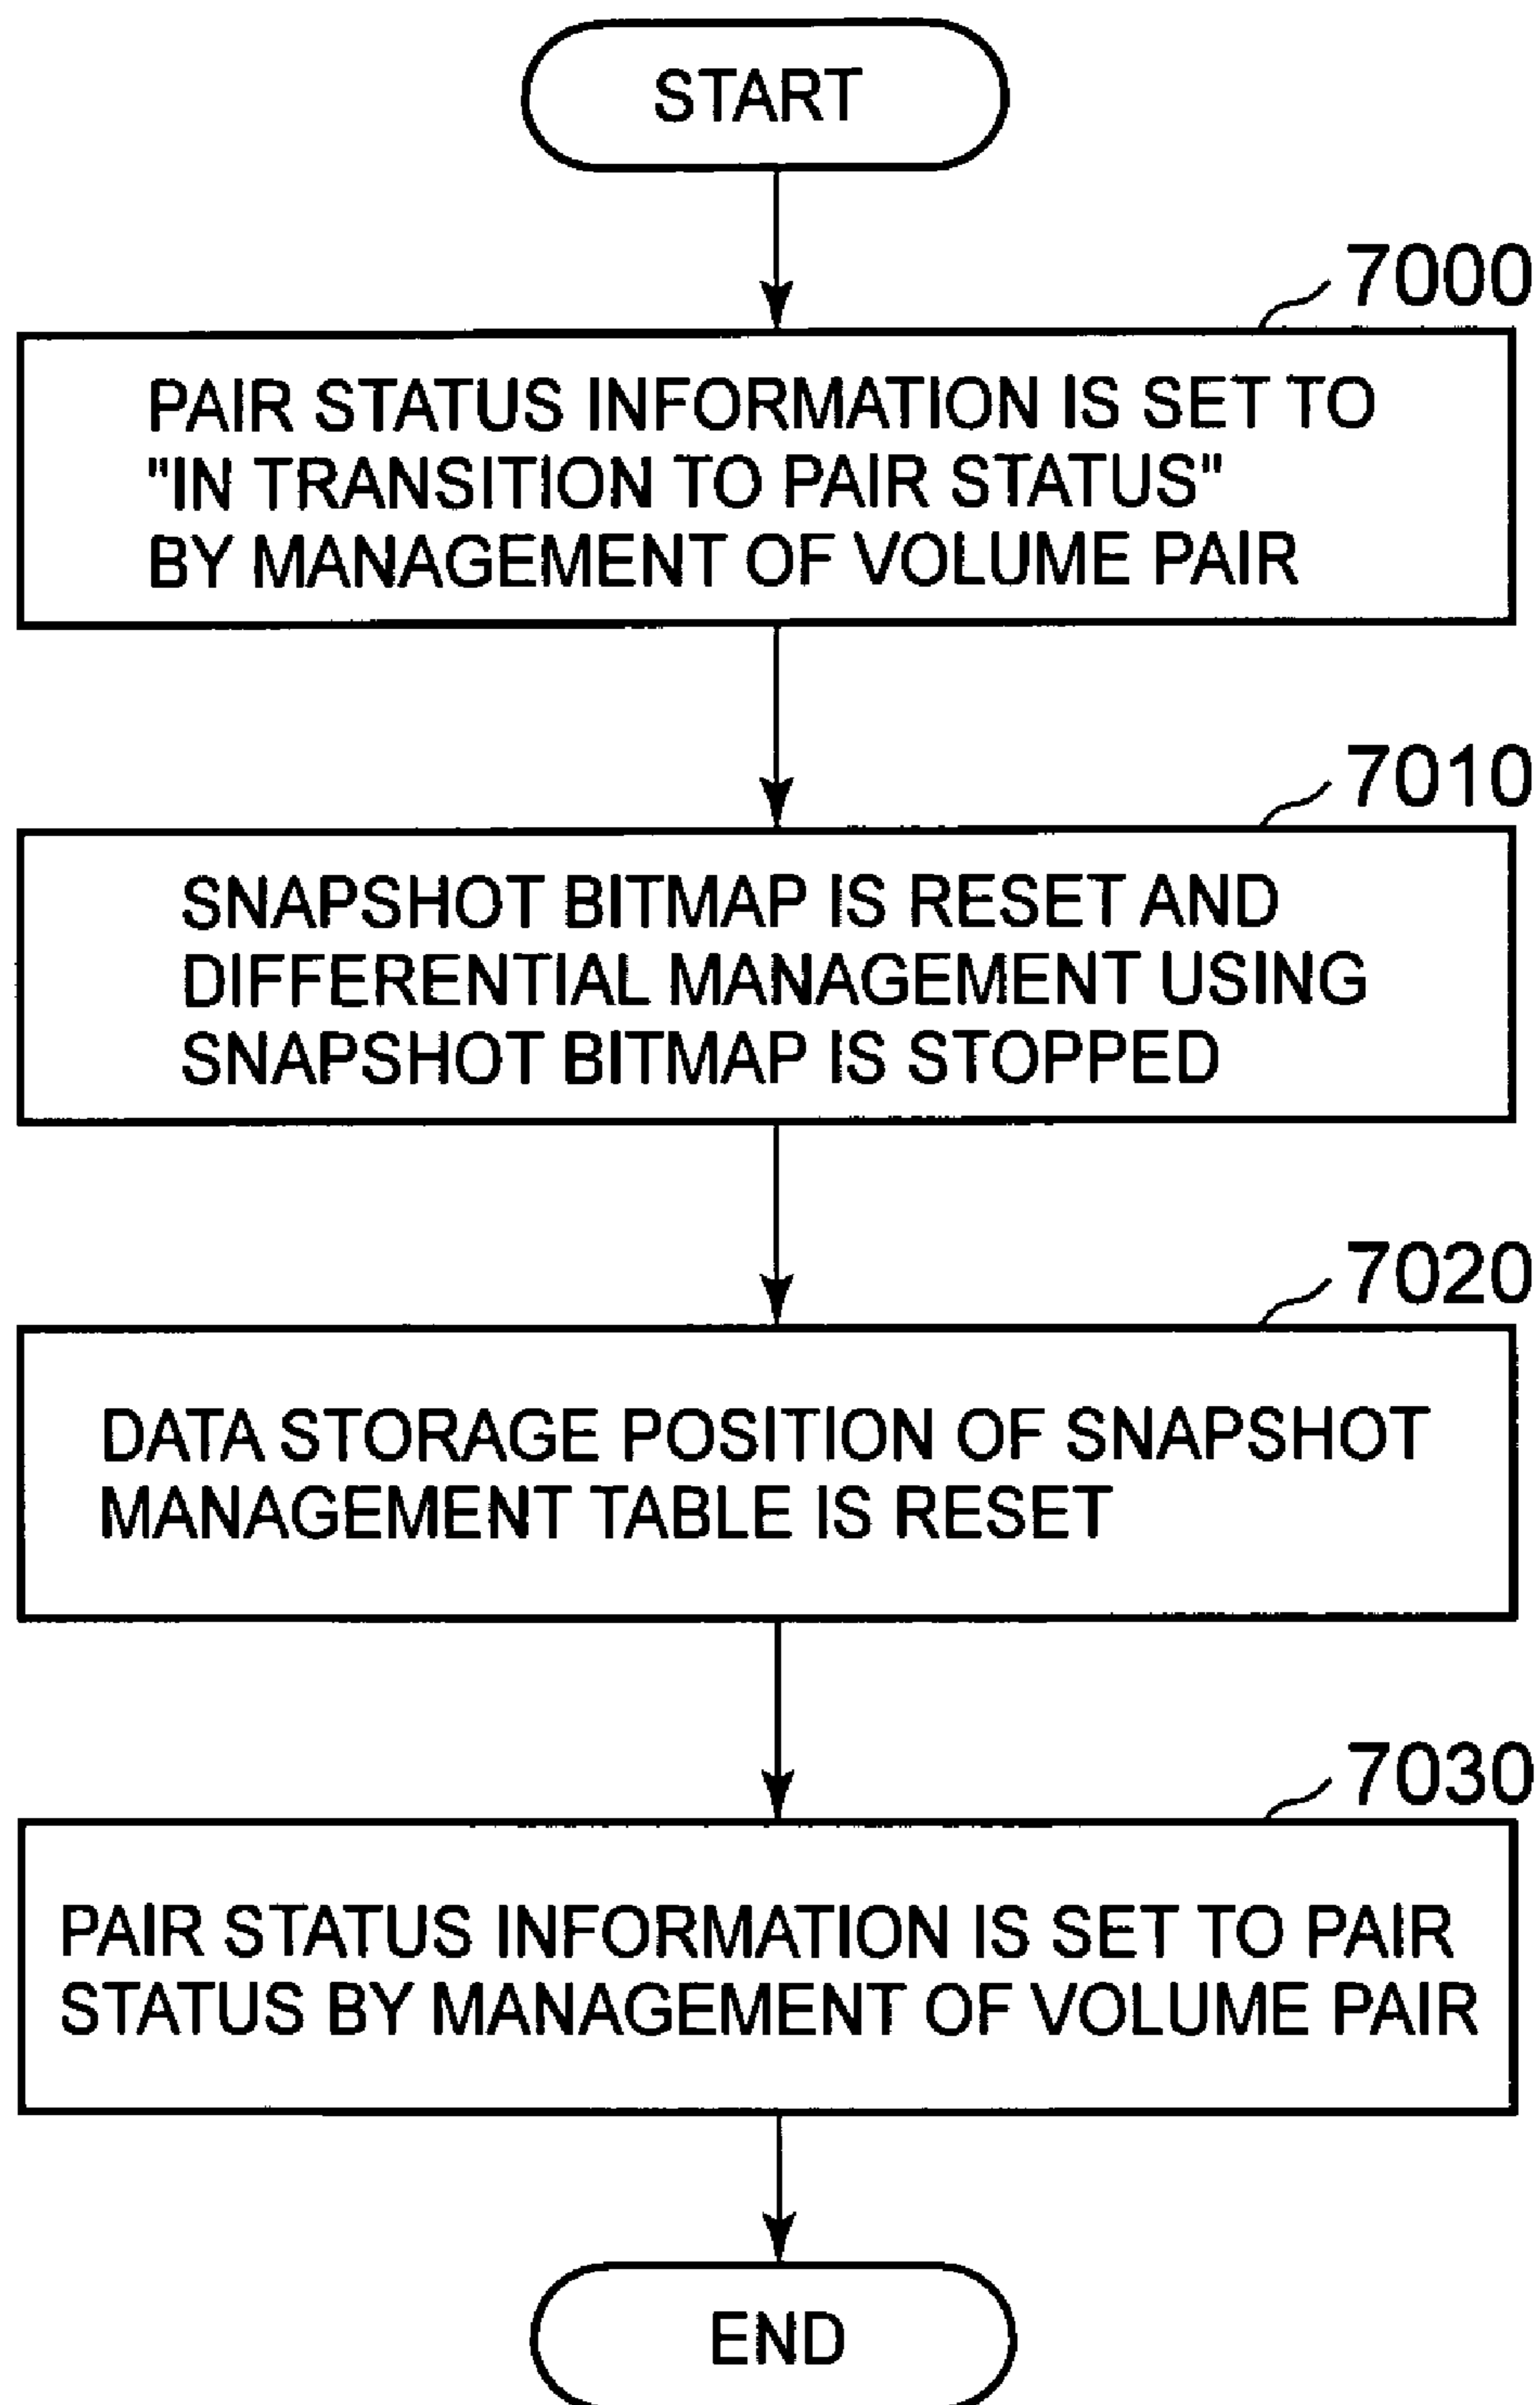 START
7000
PAIR STATUS INFORMATION IS SET TO
"IN TRANSITION TO PAIR STATUS"
BY MANAGEMENT OF VOLUME PAIR
7010
SNAPSHOT BITMAP IS RESET AND
DIFFERENTIAL MANAGEMENT USING
SNAPSHOT BITMAP IS STOPPED
7020
DATA STORAGE POSITION OF SNAPSHOT
MANAGEMENT TABLE IS RESET
7030
PAIR STATUS INFORMATION IS SET TO PAIR
STATUS BY MANAGEMENT OF VOLUME PAIR
END